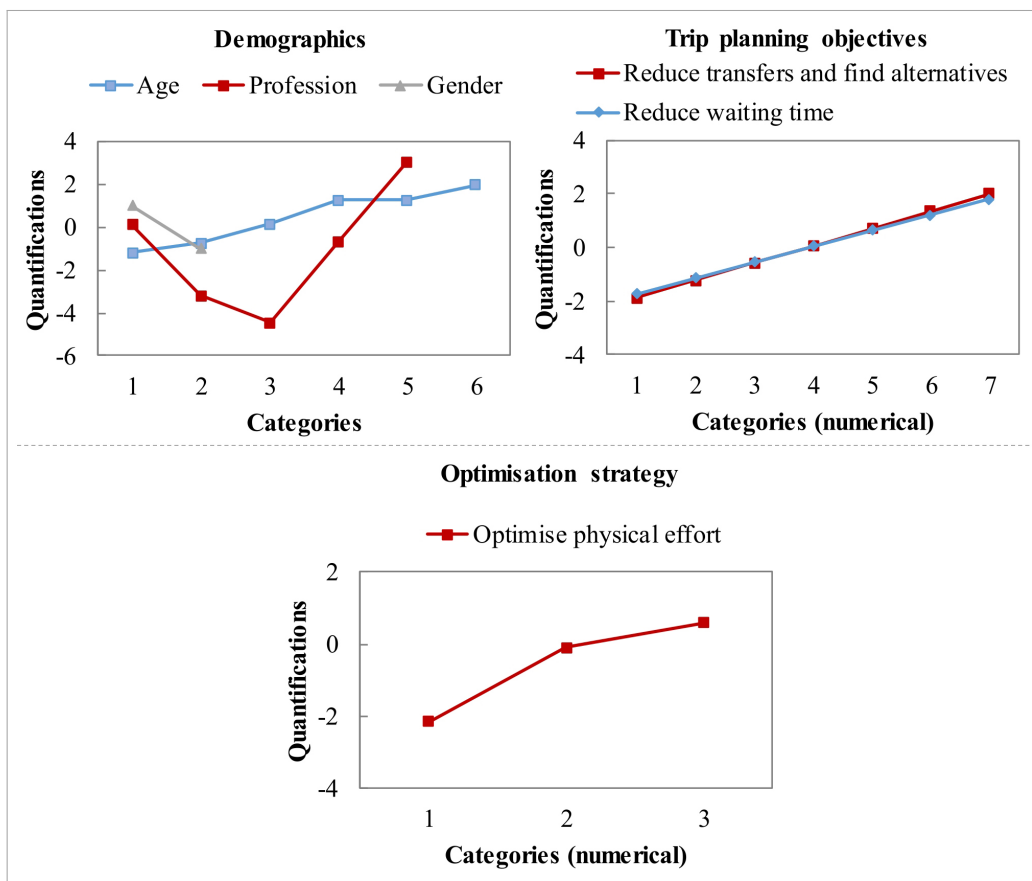 Demographics
Age Profession Gender
4
2
0
-2
-4
-6
Quantifications
1 2 3 4 5 6
Categories
Trip planning objectives
Reduce transfers and find alternatives
Reduce waiting time
4
2
0
-2
-4
Quantifications
1 2 3 4 5 6 7
Categories (numerical)
Optimisation strategy
Optimise physical effort
2
0
-2
-4
Quantifications
1 2 3
Categories (numerical)